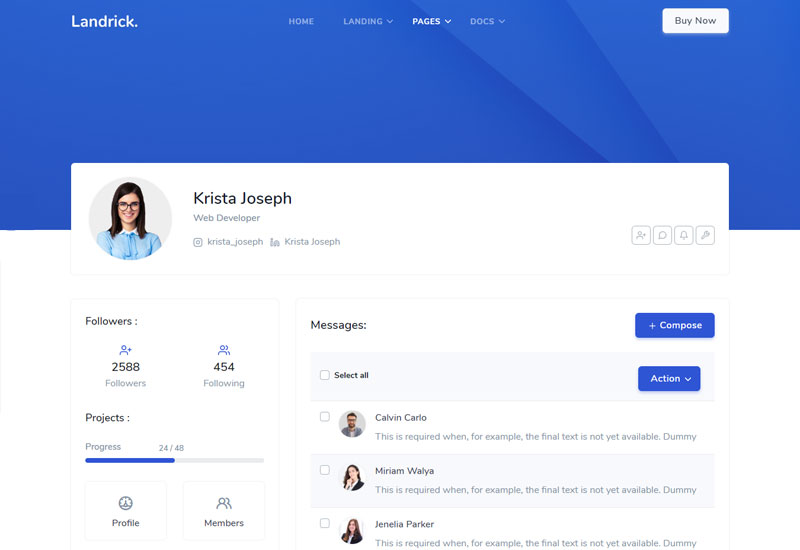 Landrick.
HOME
LANDING
PAGES
DOCS
Buy Now
Krista Joseph
Web Developer
krista_joseph
Krista Joseph
Followers :
2588
Followers
454
Following
Projects :
Progress
24 / 48
Profile
Members
Messages:
+ Compose
Select all
Action
Calvin Carlo
This is required when, for example, the final text is not yet available. Dummy
Miriam Walya
This is required when, for example, the final text is not yet available. Dummy
Jenelia Parker
This is required when, for example, the final text is not yet available. Dummy